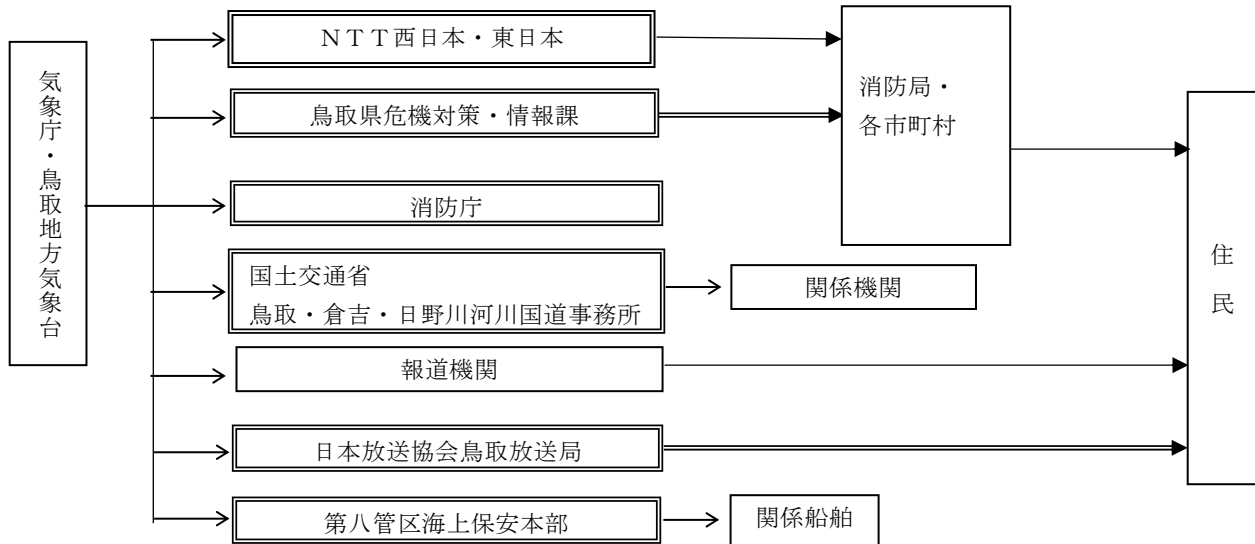 気象庁・鳥取地方気象台
ＮＴＴ西日本・東日本
鳥取県危機対策・情報課
消防庁
国土交通省
鳥取・倉吉・日野川河川国道事務所
報道機関
日本放送協会鳥取放送局
第八管区海上保安本部
消防局・
各市町村
関係機関
関係船舶
住民